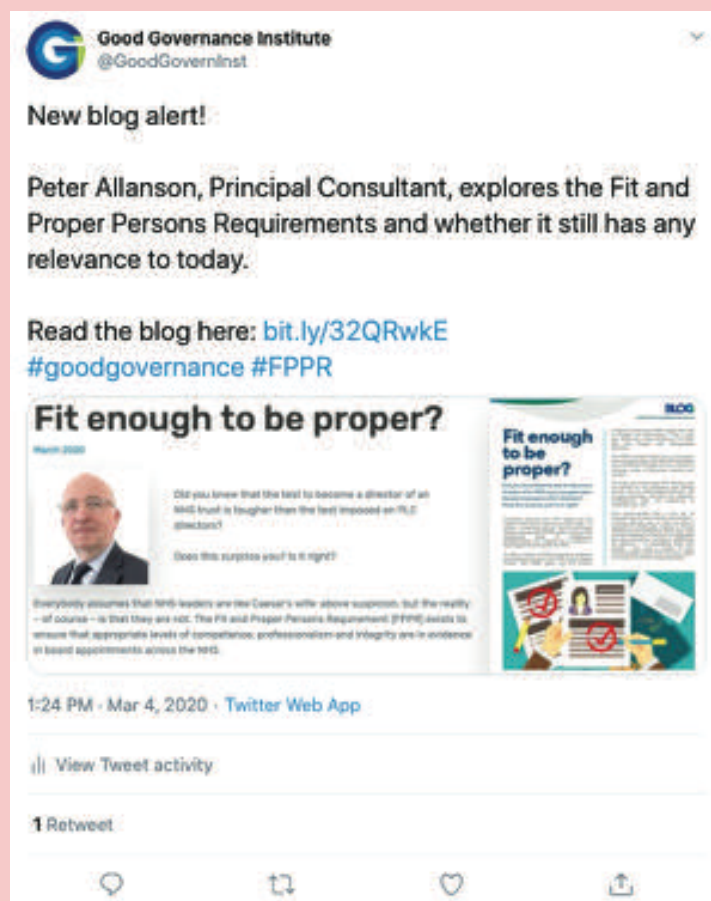 Good Governance Institute
@GoodGovernInst
New blog alert!
Peter Allanson, Principal Consultant, explores the Fit and
Proper Persons Requirements and whether it still has any
relevance to today.
Read the blog here: bit.ly/32QRwkE
#goodgovernance #FPPR
Fit enough to be proper?
March 2020
Did you know that the test to become a director of an
NHS trust is tougher than the test imposed on PLC
directors?
Does this surprise you? Is it right?
Everybody assumes that NHS leaders are like Caesar's wife above suspicion, but the reality
– of course – is that they are not. The Fit and Proper Persons Requirement (FPPR) exists to
ensure that appropriate levels of competence, professionalism and integrity are in evidence
in board appointments across the NHS.
BLOG
Fit enough
to be
proper?
1:24 PM · Mar 4, 2020 · Twitter Web App
View Tweet activity
1 Retweet